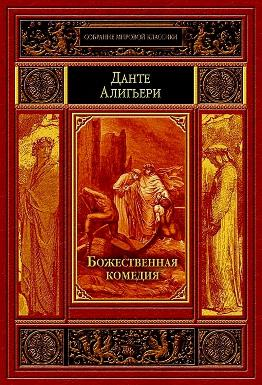 СОБРАНИЕ МИРОВОЙ КЛАССИКИ
ДАНТЕ
АЛИГЬЕРИ
БОЖЕСТВЕННАЯ
КОМЕДИЯ